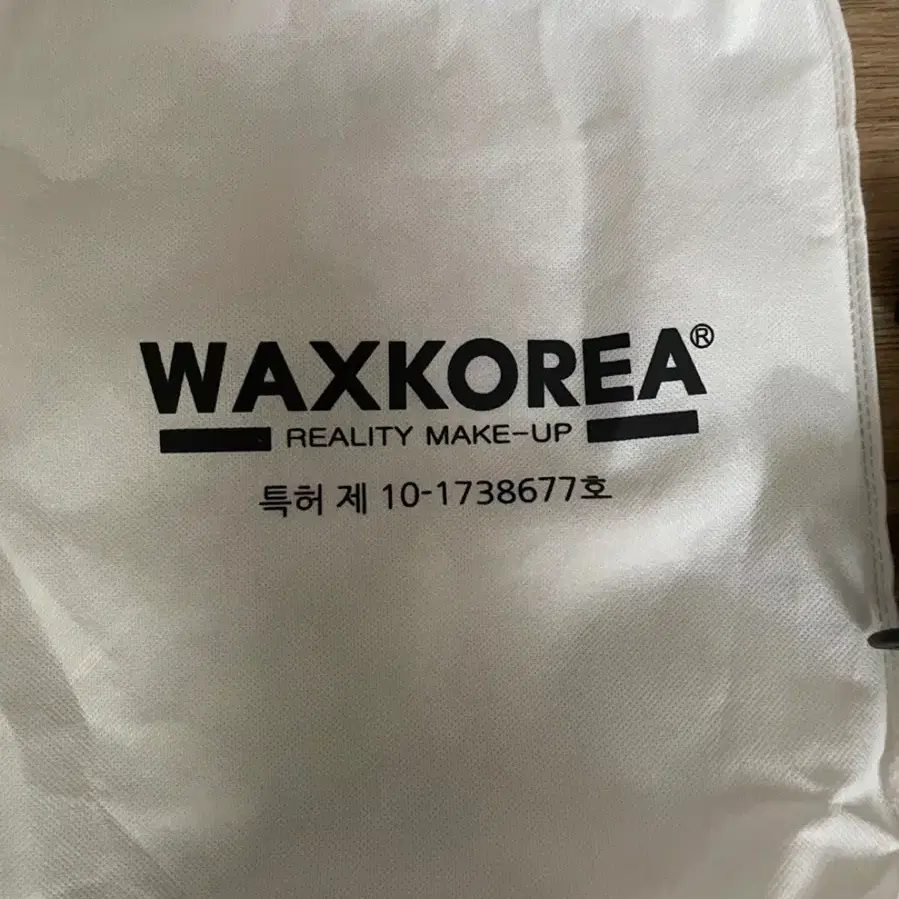 WAXKOREA®
REALITY MAKE-UP
특허 제 10-1738677호